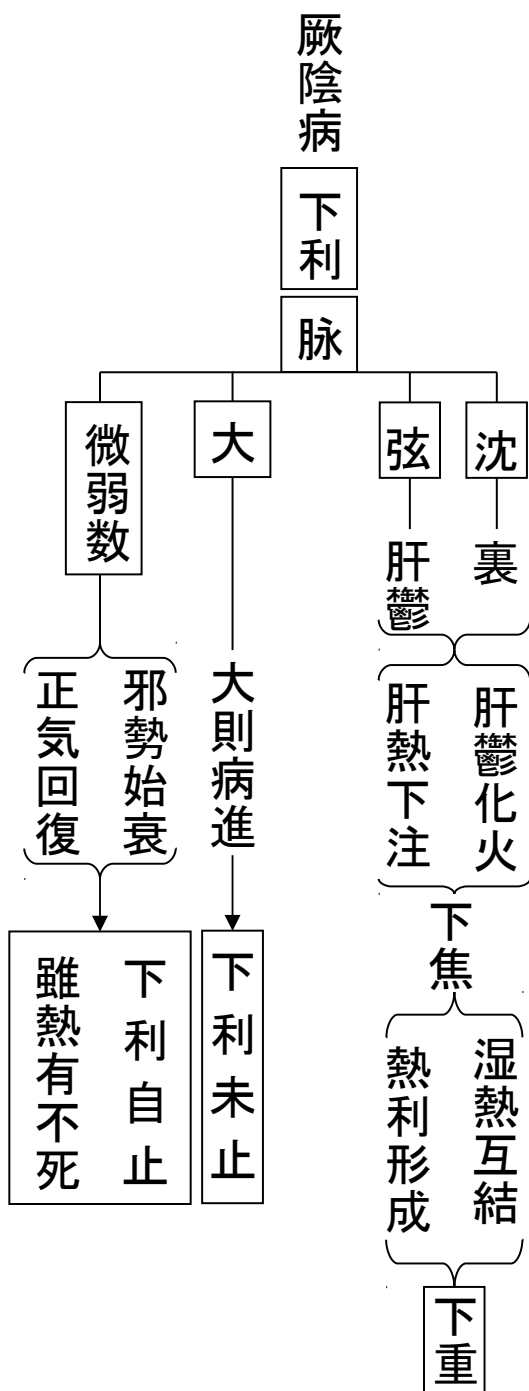 厥陰病
下利
脉
沈
裏
弦
肝鬱
肝鬱化火
肝熱下注
下焦
湿熱互結
熱利形成
下重
大
大則病進
下利未止
微弱数
邪勢始衰
正気回復
下利自止
雖熱有不死